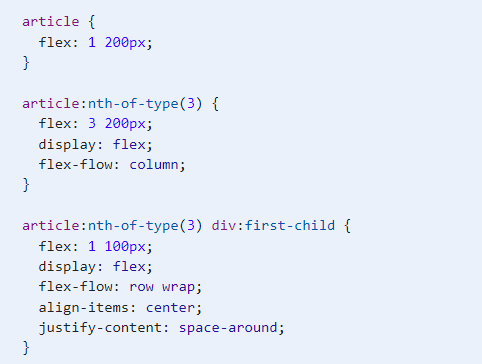 article {
  flex: 1 200px;
}

article:nth-of-type(3) {
  flex: 3 200px;
  display: flex;
  flex-flow: column;
}

article:nth-of-type(3) div:first-child {
  flex: 1 100px;
  display: flex;
  flex-flow: row wrap;
  align-items: center;
  justify-content: space-around;
}